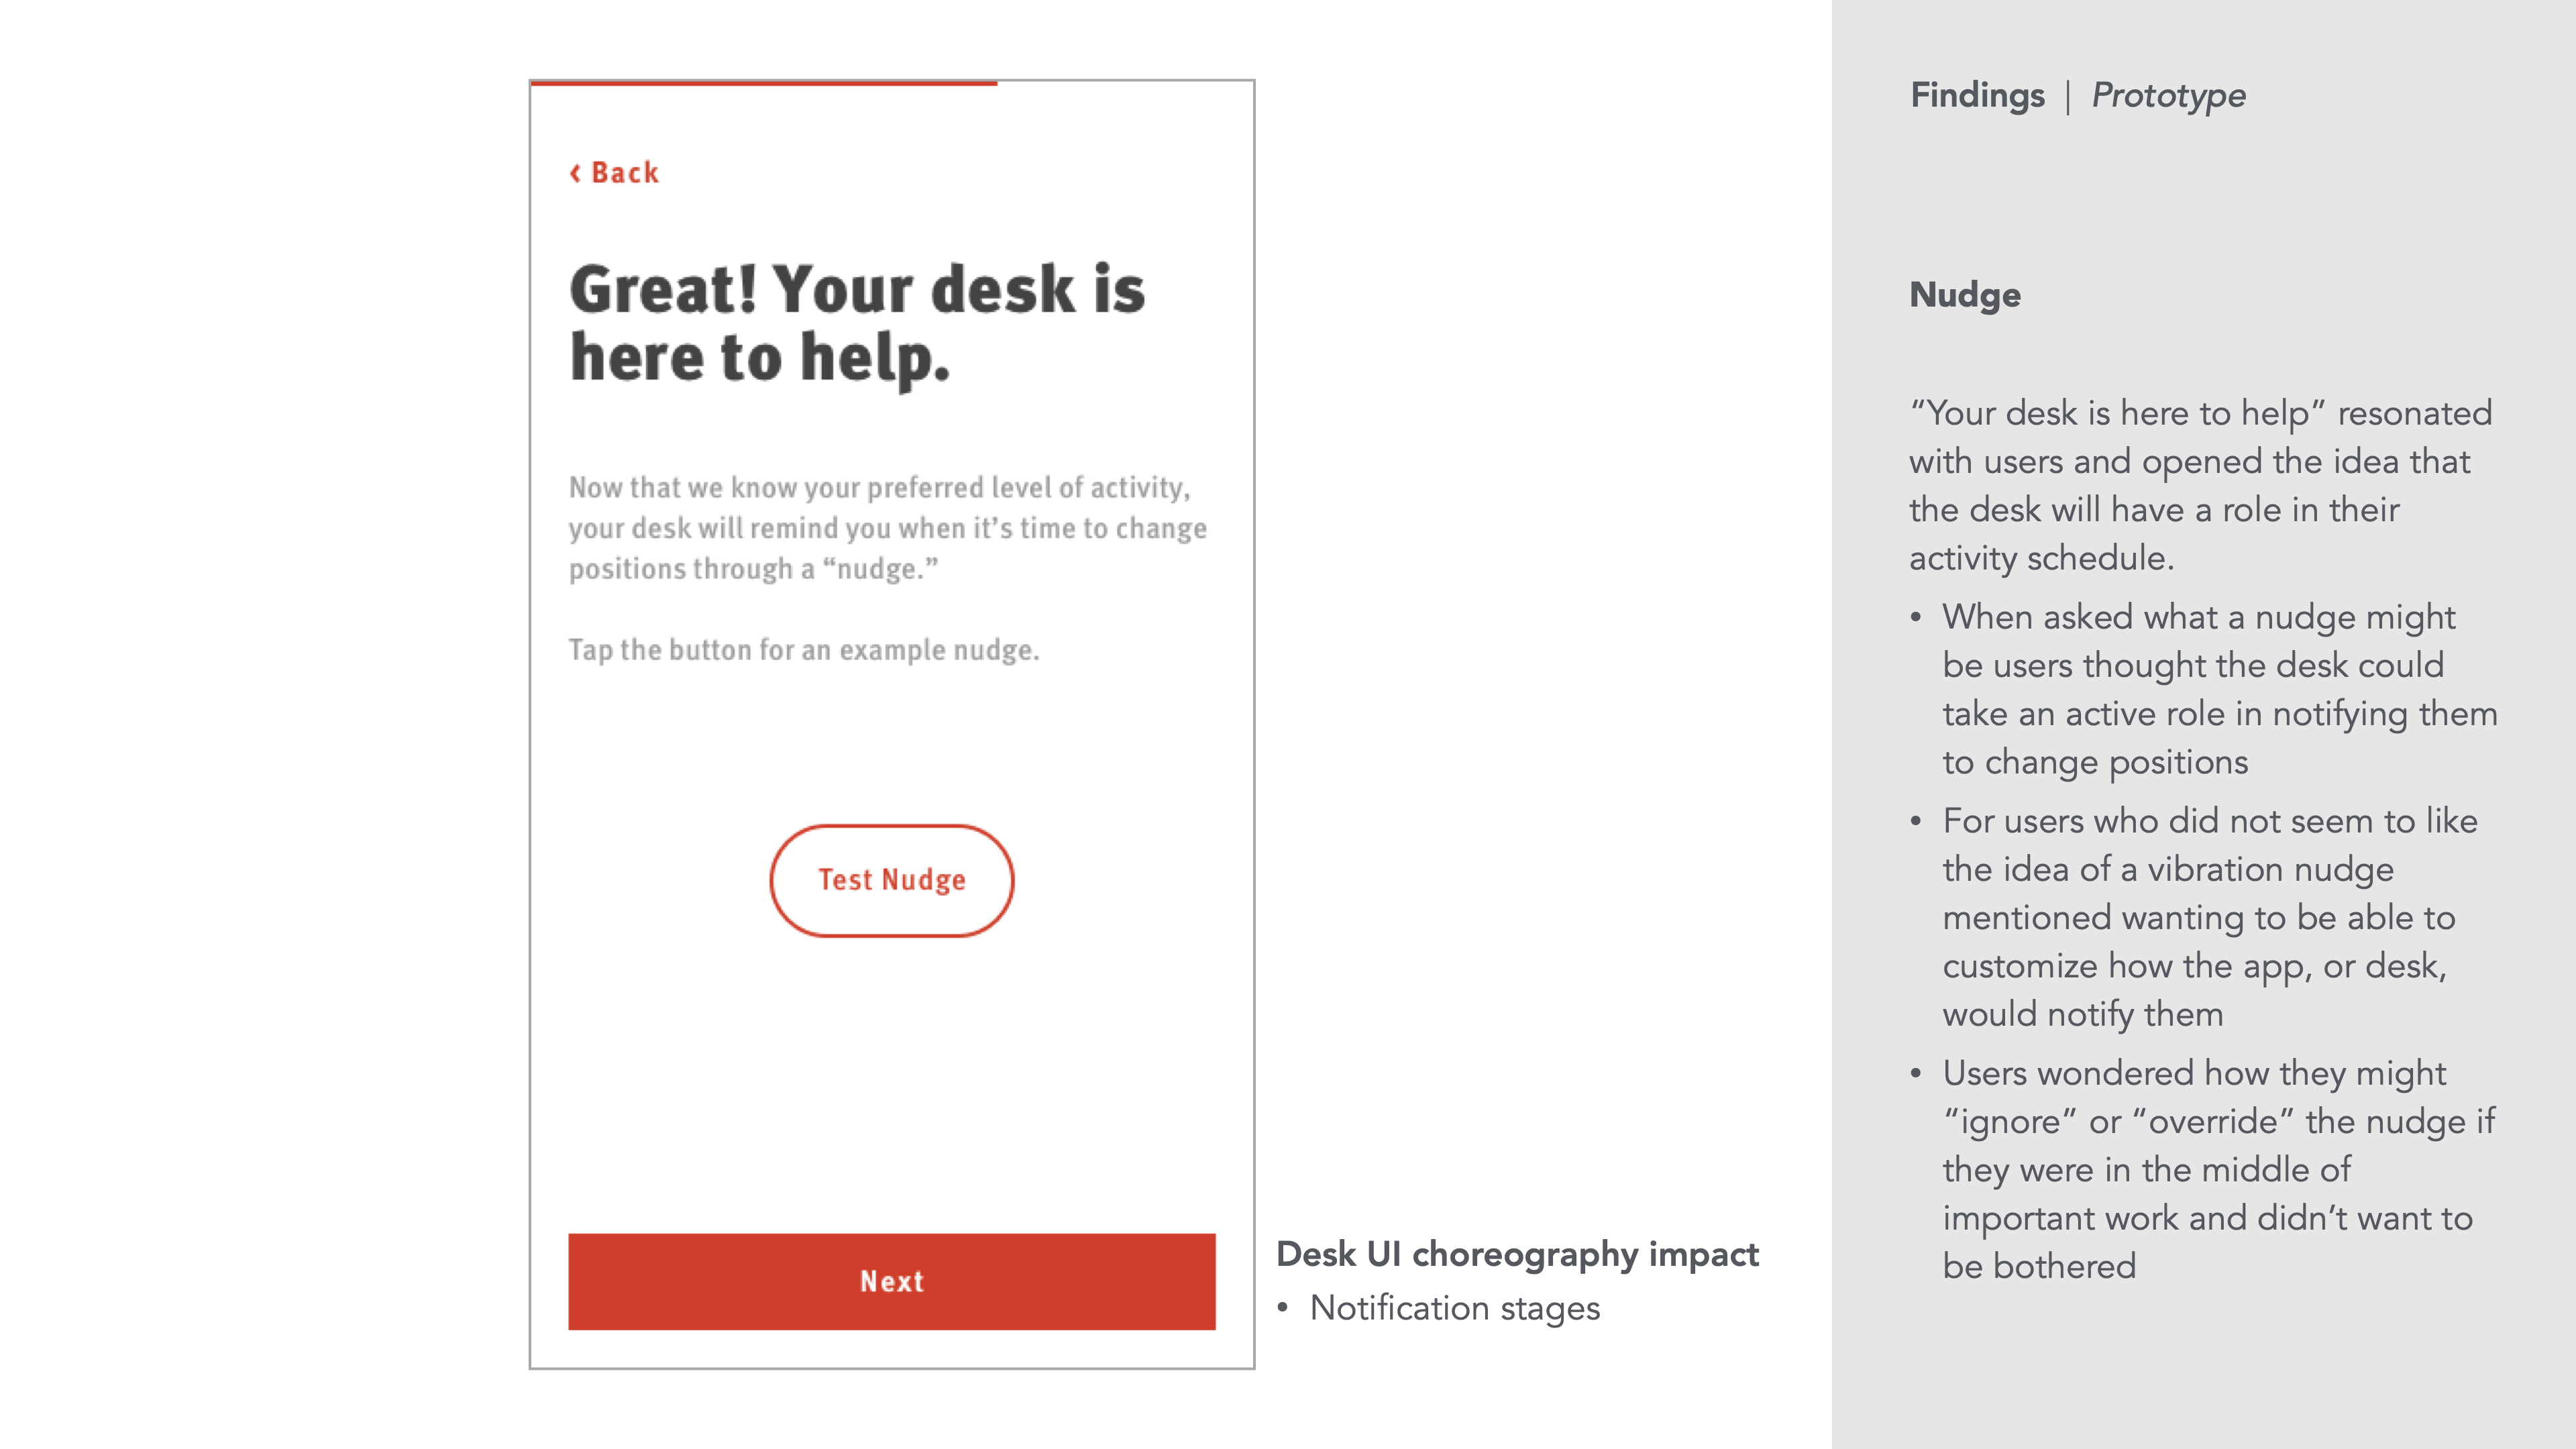 ‹ Back
Great! Your desk is
here to help.
Now that we know your preferred level of activity,
your desk will remind you when it’s time to change
positions through a “nudge.”
Tap the button for an example nudge.
Test Nudge
Next
Desk UI choreography impact
• Notification stages
Findings | Prototype
Nudge
“Your desk is here to help” resonated
with users and opened the idea that
the desk will have a role in their
activity schedule.
• When asked what a nudge might
be users thought the desk could
take an active role in notifying them
to change positions
• For users who did not seem to like
the idea of a vibration nudge
mentioned wanting to be able to
customize how the app, or desk,
would notify them
• Users wondered how they might
“ignore” or “override” the nudge if
they were in the middle of
important work and didn’t want to
be bothered